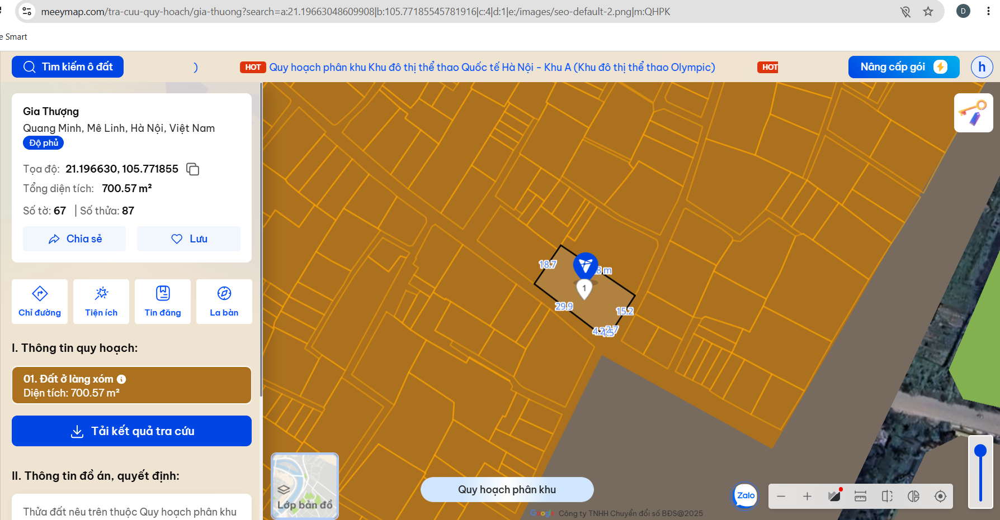 meeymap.com/tra-cuu-quy-hoach/gia-thuong?search=a:21.19663048609908|b:105.77185545781916|c:4|d:1|e:/images/seo-default-2.png|m:QHPK
D
e Smart
Tìm kiếm ô đất
)
HOT Quy hoạch phân khu Khu đô thị thể thao Quốc tế Hà Nội - Khu A (Khu đô thị thể thao Olympic)
HOT
Nâng cấp gói
h
Gia Thượng
Quang Minh, Mê Linh, Hà Nội, Việt Nam
Độ phủ
Tọa độ: 21.196630, 105.771855
Tổng diện tích: 700.57 m²
Số tờ: 67 | Số thửa: 87
Chia sẻ
Lưu
Chỉ đường
Tiện ích
Tin đăng
La bàn
I. Thông tin quy hoạch:
01. Đất ở làng xóm
Diện tích: 700.57 m²
Tải kết quả tra cứu
II. Thông tin đồ án, quyết định:
Thửa đất nêu trên thuộc Quy hoạch phân khu
18.7
8 m
1
29.9
15.2
Lớp bản đồ
Quy hoạch phân khu
Zalo
Google
Công ty TNHH Chuyển đổi số BĐS@2025